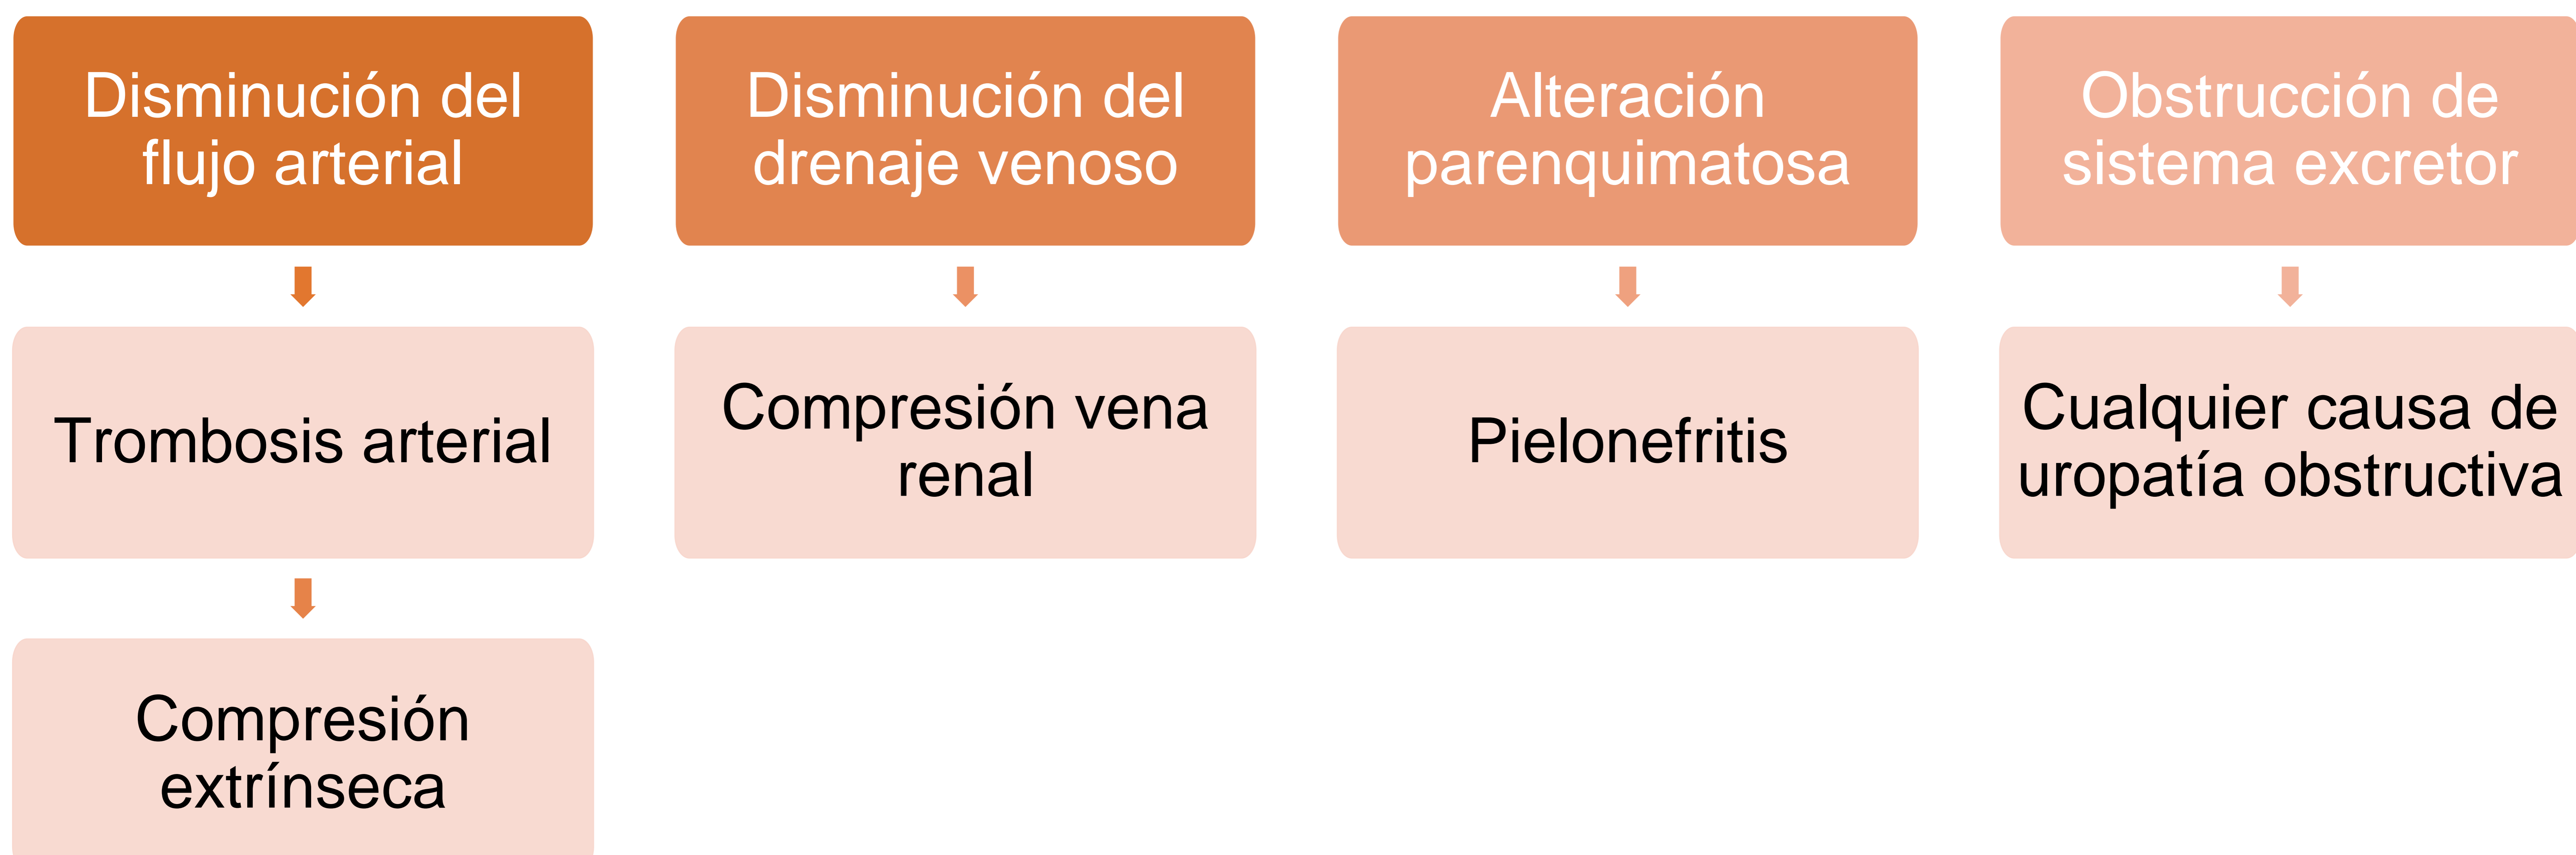 Disminución del
flujo arterial
Trombosis arterial
Compresión
extrínseca
Disminución del
drenaje venoso
Compresión vena
renal
Alteración
parenquimatosa
Pielonefritis
Obstrucción de
sistema excretor
Cualquier causa de
uropatía obstructiva